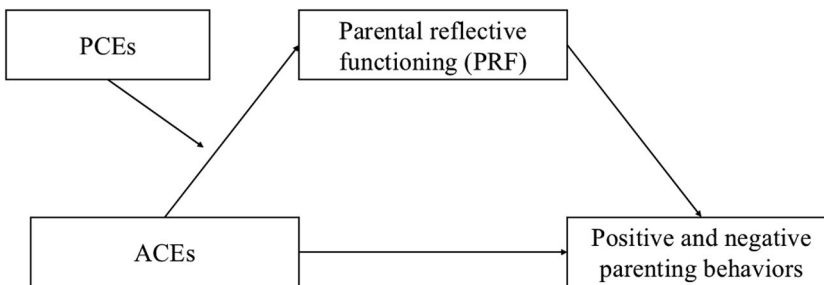 PCEs
Parental reflective
functioning (PRF)
ACEs
Positive and negative
parenting behaviors